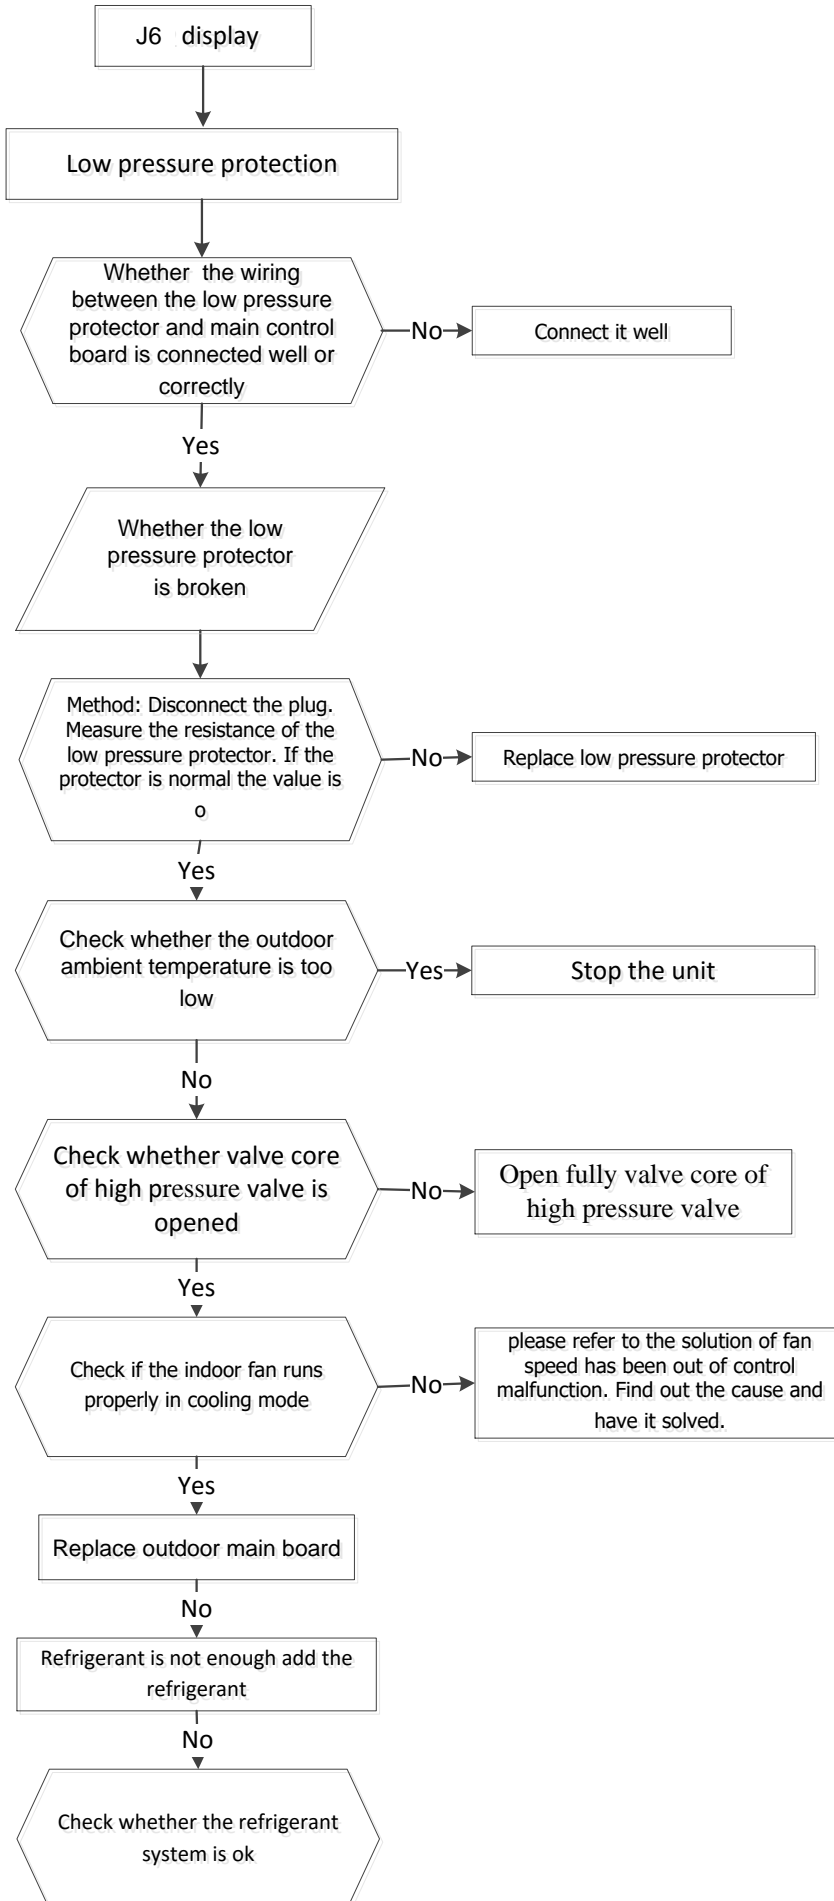 J6 display
Low pressure protection
Whether the wiring
between the low pressure
protector and main control
board is connected well or
correctly
No
Connect it well
Yes
Whether the low
pressure protector
is broken
Method: Disconnect the plug.
Measure the resistance of the
low pressure protector. If the
protector is normal the value is
o
No
Replace low pressure protector
Yes
Check whether the outdoor
ambient temperature is too
low
Yes
Stop the unit
No
Check whether valve core
of high pressure valve is
opened
No
Open fully valve core of
high pressure valve
Yes
Check if the indoor fan runs
properly in cooling mode
No
please refer to the solution of fan
speed has been out of control
malfunction. Find out the cause and
have it solved.
Yes
Replace outdoor main board
No
Refrigerant is not enough add the
refrigerant
No
Check whether the refrigerant
system is ok